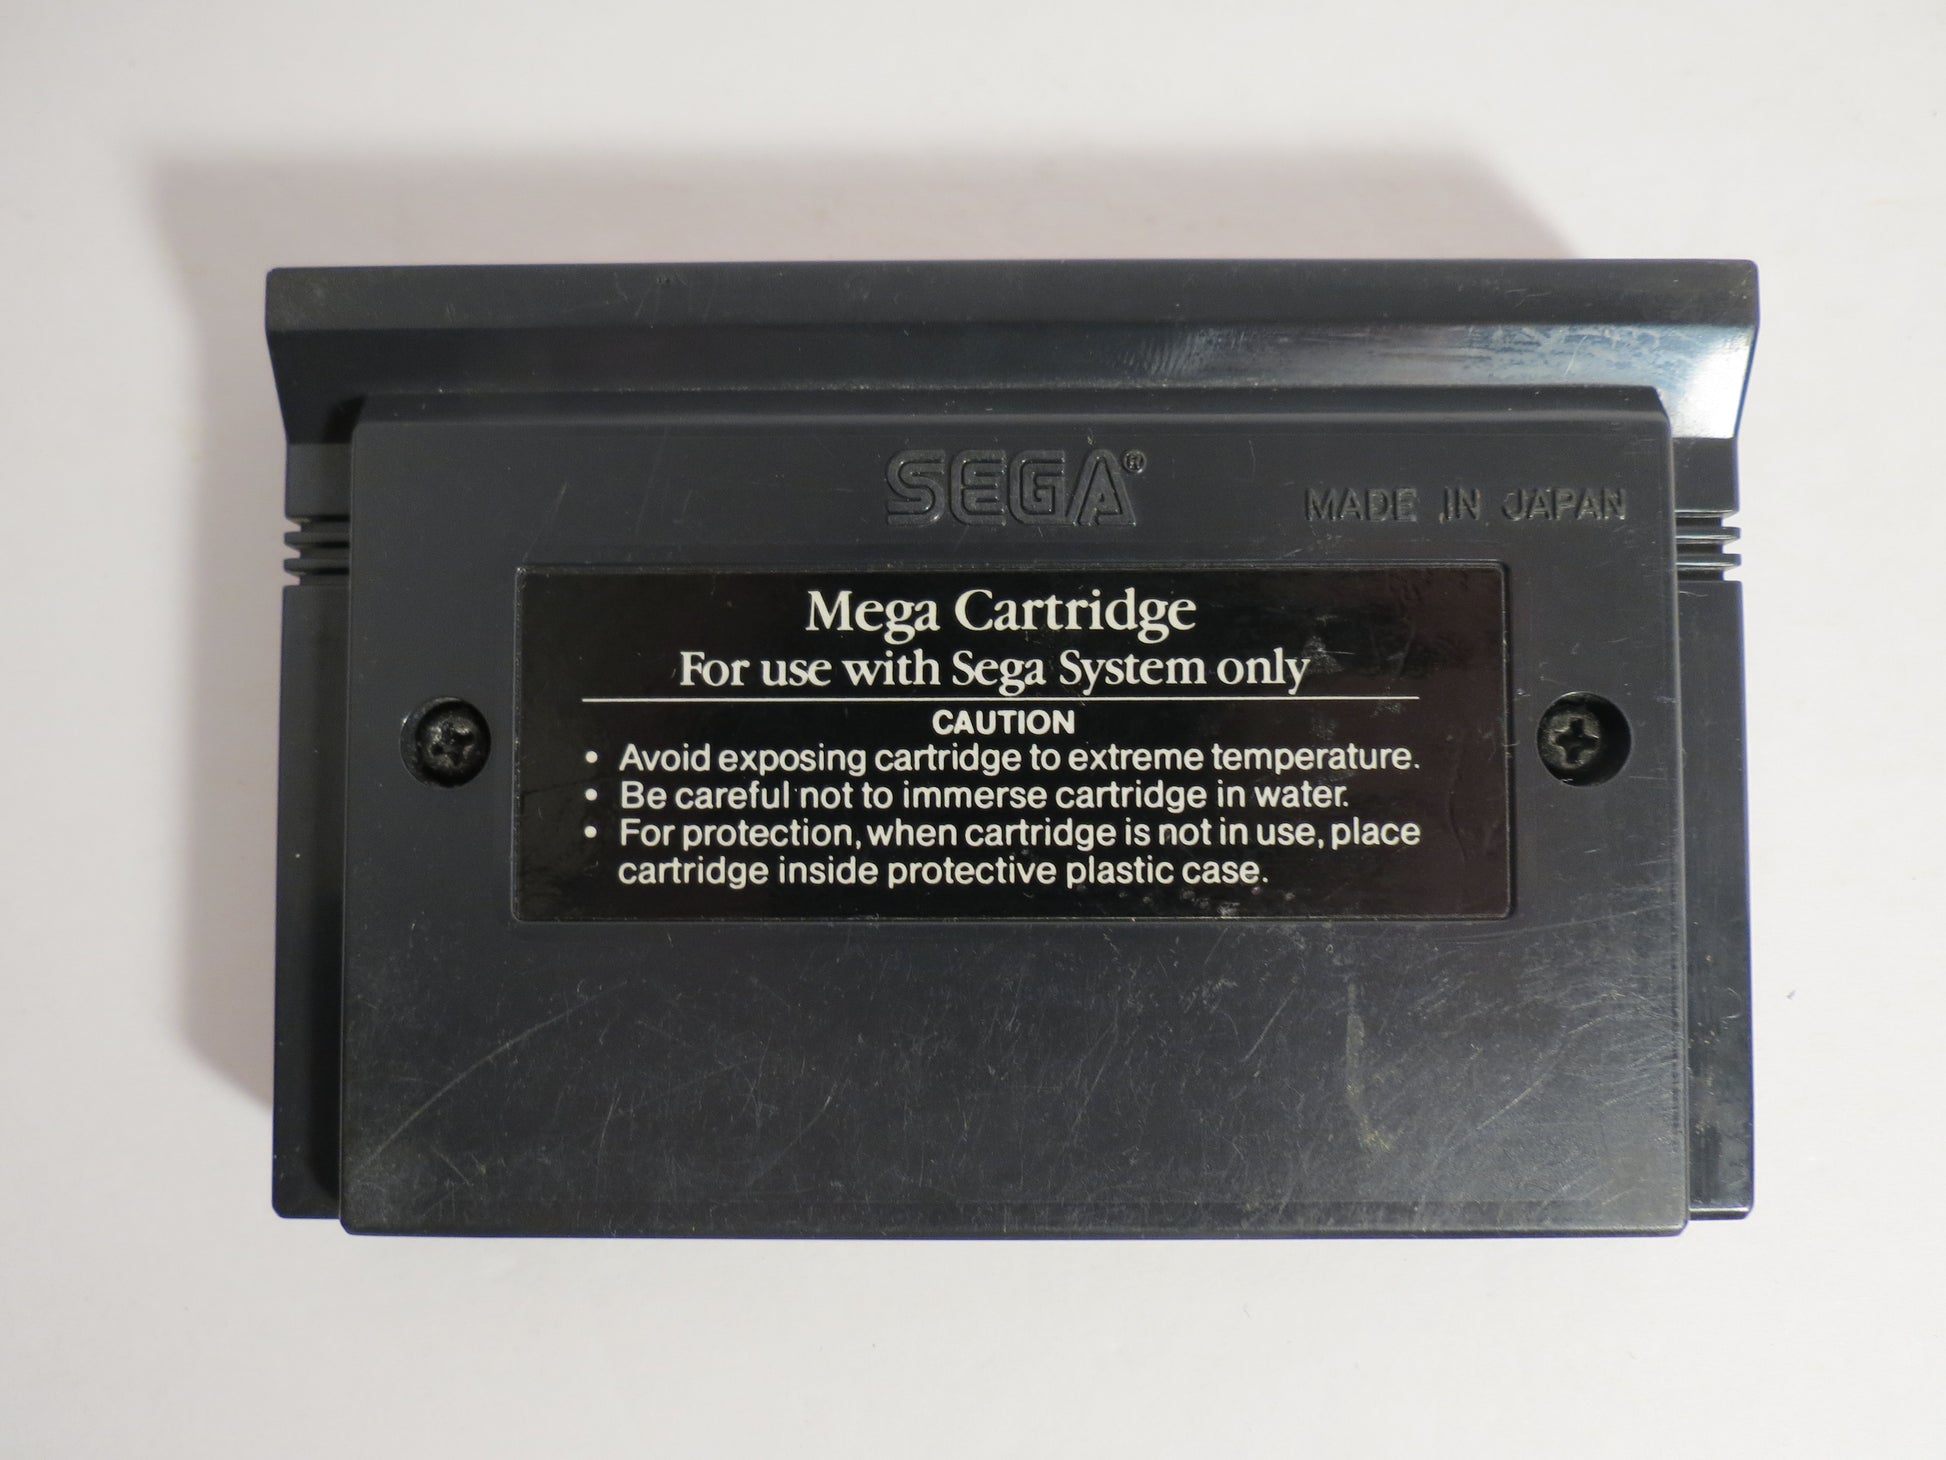 SEGA®
MADE IN JAPAN
Mega Cartridge
For use with Sega System only
CAUTION
• Avoid exposing cartridge to extreme temperature.
• Be careful not to immerse cartridge in water.
• For protection, when cartridge is not in use, place
cartridge inside protective plastic case.